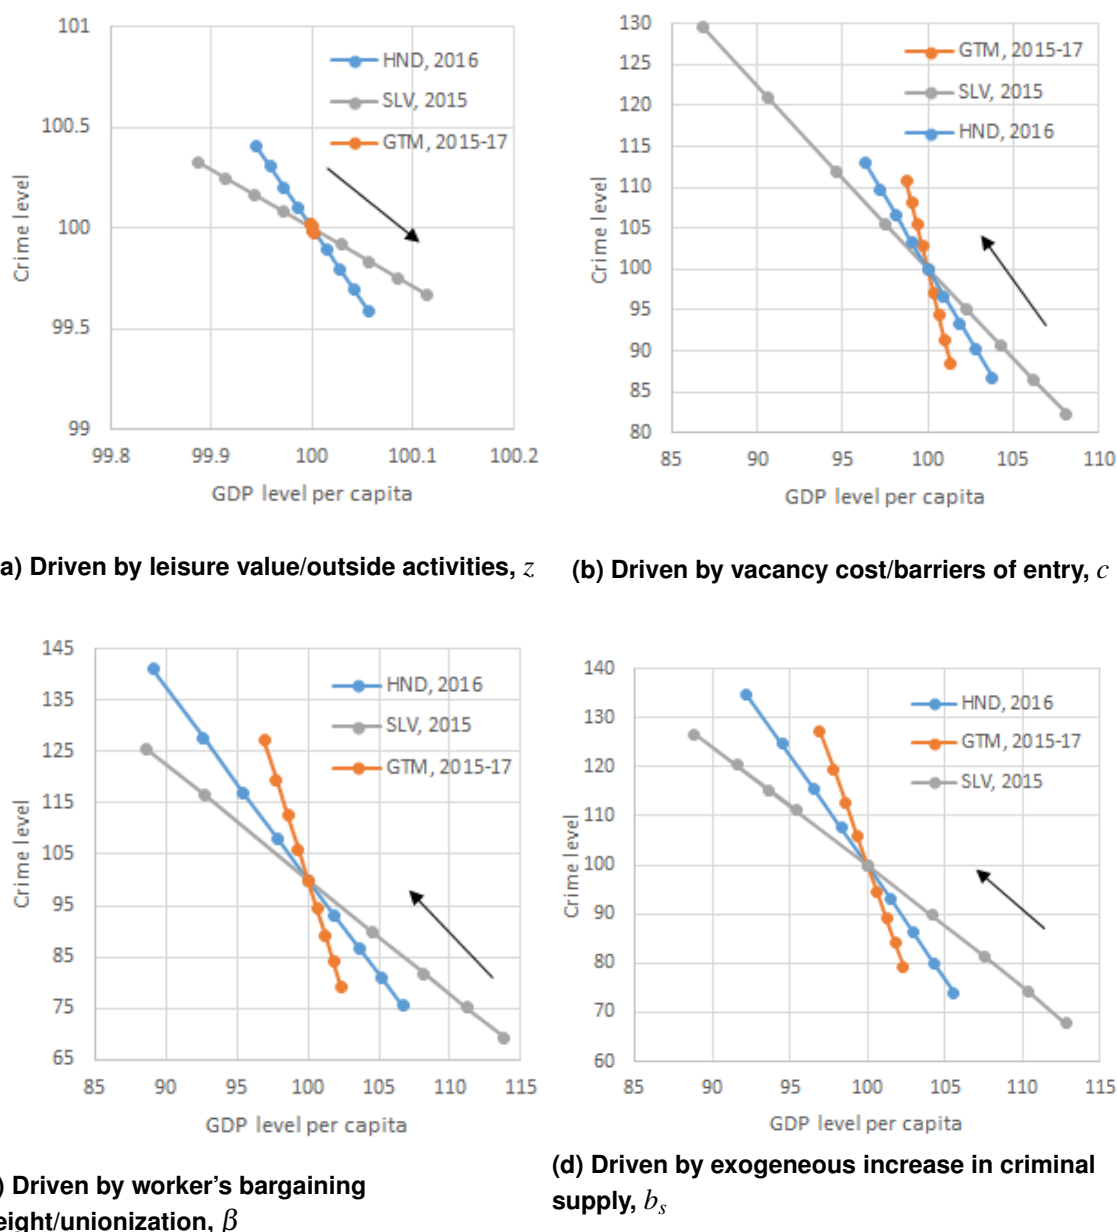 101
100.5
100
99.5
99
Crime level
HND, 2016
SLV, 2015
GTM, 2015-17
99.8 99.9 100 100.1 100.2
GDP level per capita
a) Driven by leisure value/outside activities, z
130
125
120
115
110
105
100
95
90
85
80
Crime level
GTM, 2015-17
SLV, 2015
HND, 2016
85 90 95 100 105 110
GDP level per capita
(b) Driven by vacancy cost/barriers of entry, c
145
135
125
115
105
95
85
75
65
Crime level
HND, 2016
SLV, 2015
GTM, 2015-17
85 90 95 100 105 110 115
GDP level per capita
) Driven by worker's bargaining
eight/unionization, β
140
130
120
110
100
90
80
70
60
Crime level
HND, 2016
GTM, 2015-17
SLV, 2015
85 90 95 100 105 110 115
GDP level per capita
(d) Driven by exogeneous increase in criminal
supply, b_s